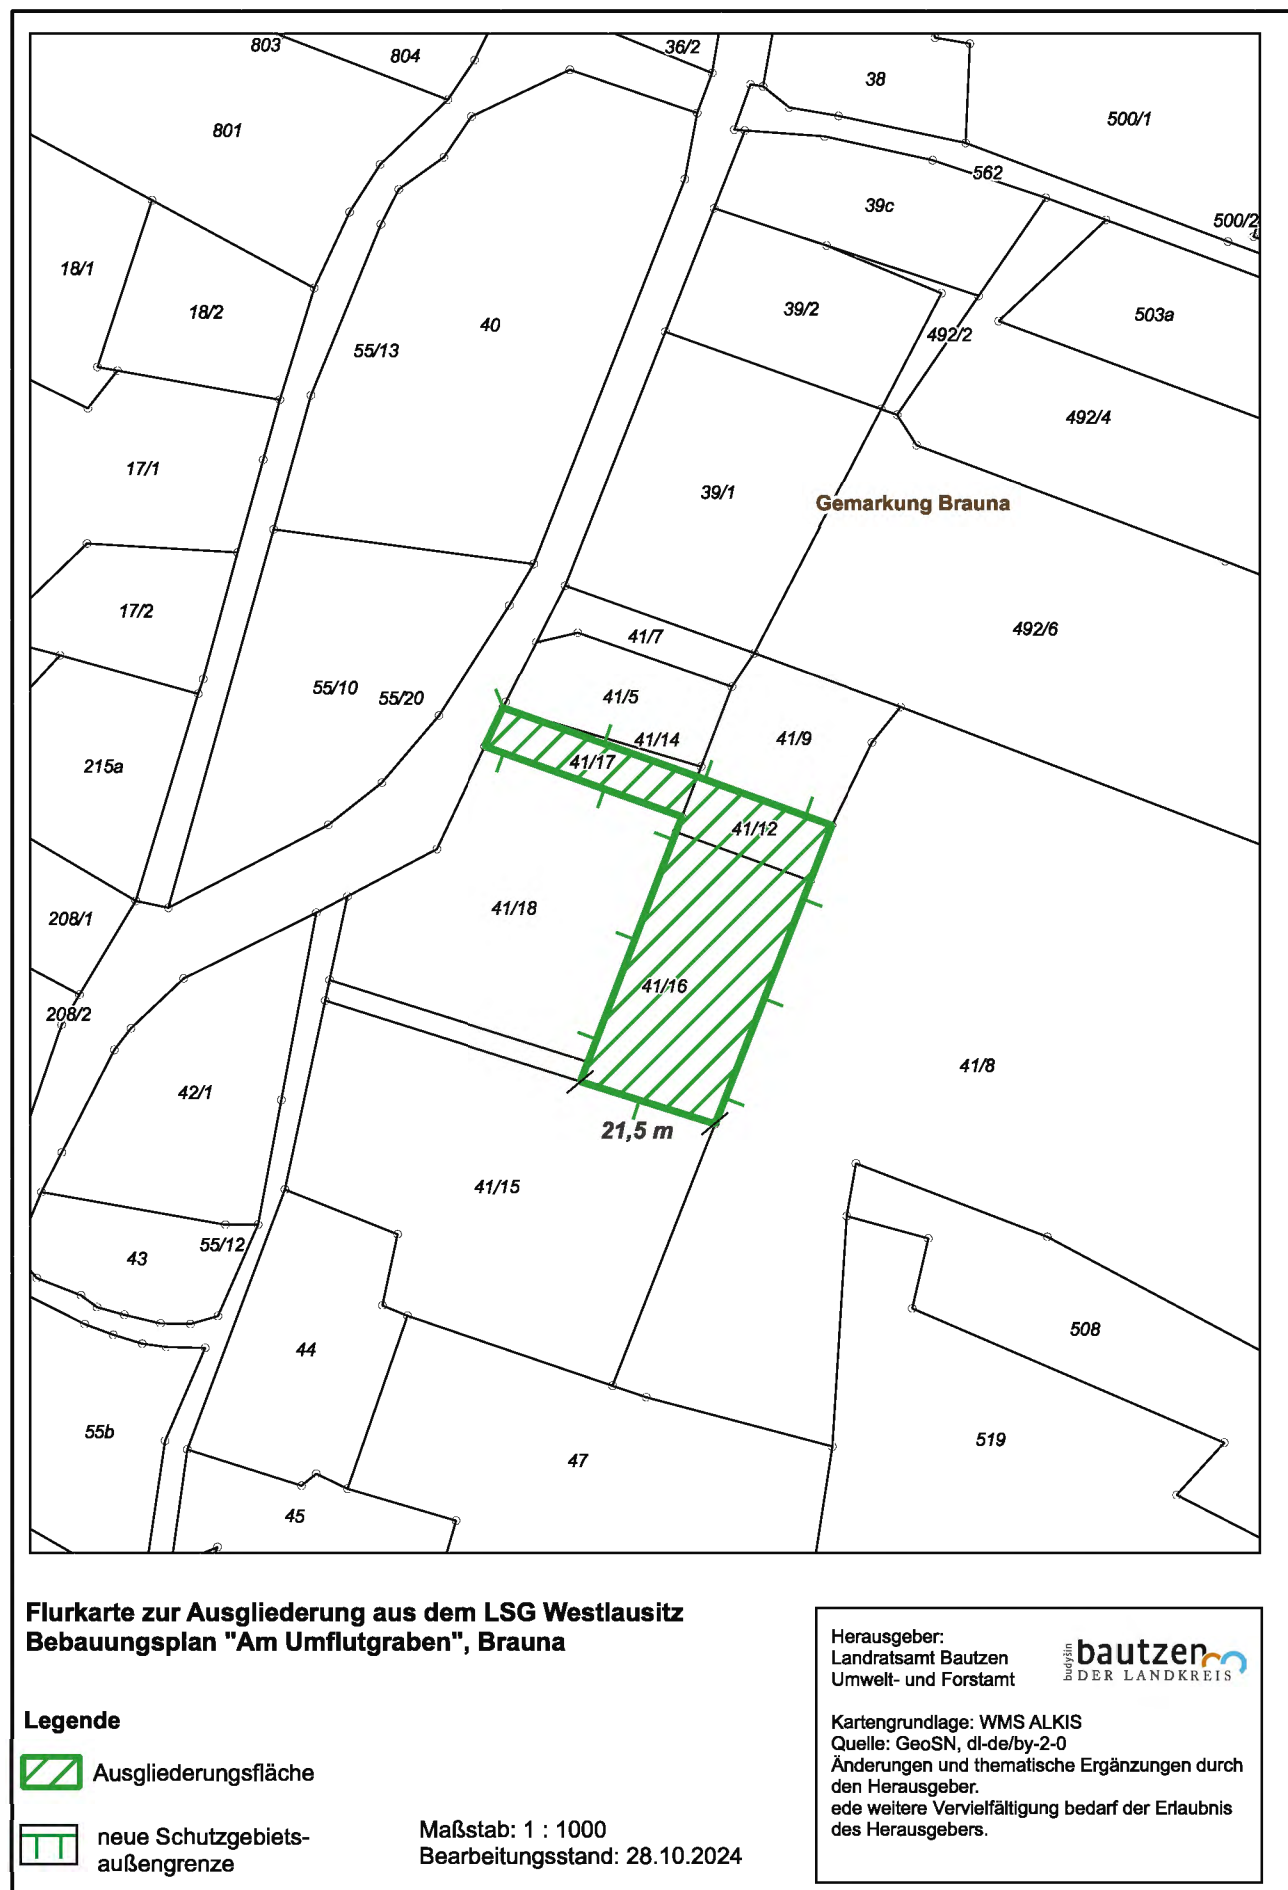 803
804
36/2
38
500/1
801
562
39c
500/2
18/1
18/2
39/2
503a
40
492/2
55/13
492/4
17/1
39/1
Gemarkung Brauna
17/2
41/7
492/6
55/10
55/20
41/5
41/14
41/9
215a
41/17
41/12
208/1
41/18
41/16
208/2
42/1
41/8
21,5 m
41/15
43
55/12
44
508
55b
519
47
45
Flurkarte zur Ausgliederung aus dem LSG Westlausitz
Bebauungsplan "Am Umflutgraben", Brauna
Legende
Ausgliederungsfläche
neue Schutzgebiets-
außengrenze
Maßstab: 1 : 1000
Bearbeitungsstand: 28.10.2024
Herausgeber:
Landratsamt Bautzen
Umwelt- und Forstamt
budyšin
bautzen
DER LANDKREIS
Kartengrundlage: WMS ALKIS
Quelle: GeoSN, dl-de/by-2-0
Änderungen und thematische Ergänzungen durch
den Herausgeber.
ede weitere Vervielfältigung bedarf der Erlaubnis
des Herausgebers.